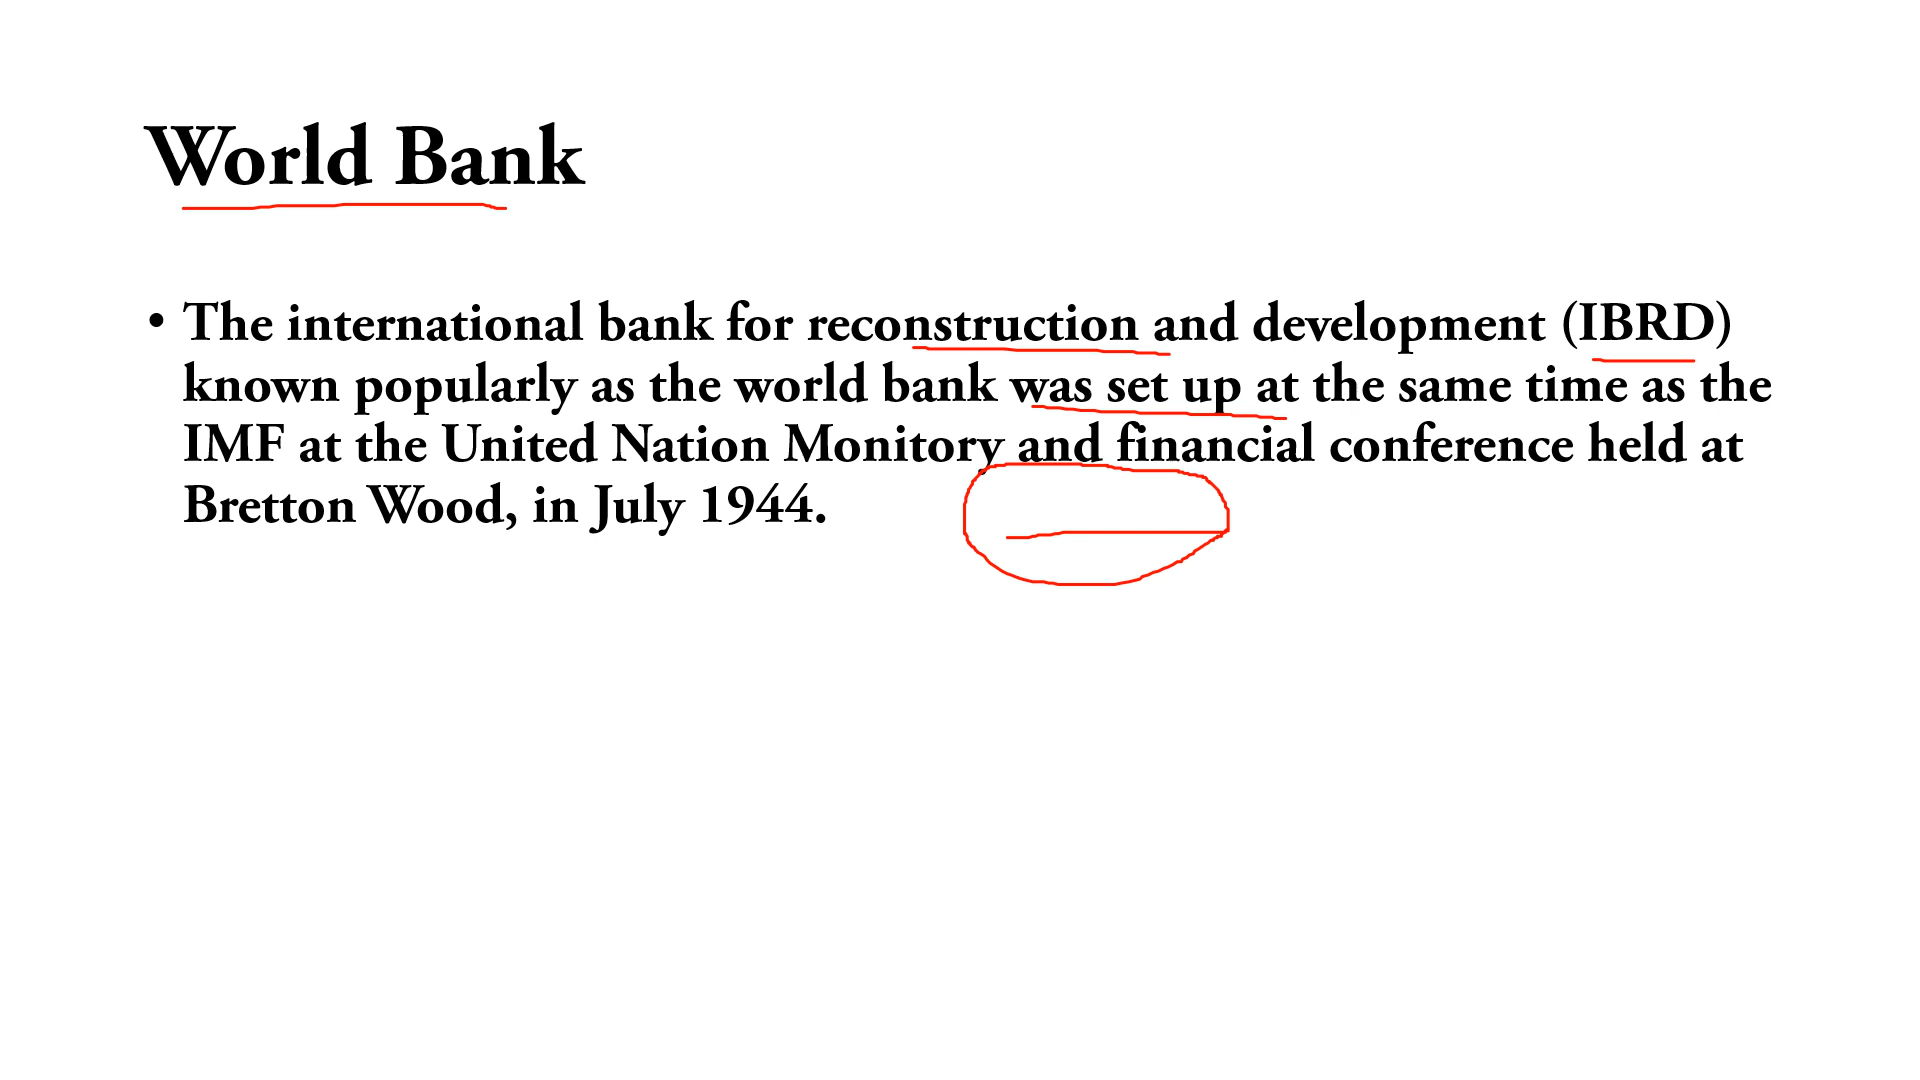 World Bank
• The international bank for reconstruction and development (IBRD)
known popularly as the world bank was set up at the same time as the
IMF at the United Nation Monitory and financial conference held at
Bretton Wood, in July 1944.